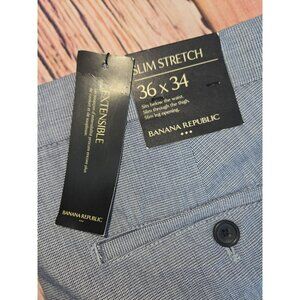 SLIM STRETCH
36 x 34
Sits below the waist.
Slim through the thigh.
Slim leg opening.
BANANA REPUBLIC
EXTENSIBLE
BANANA REPUBLIC